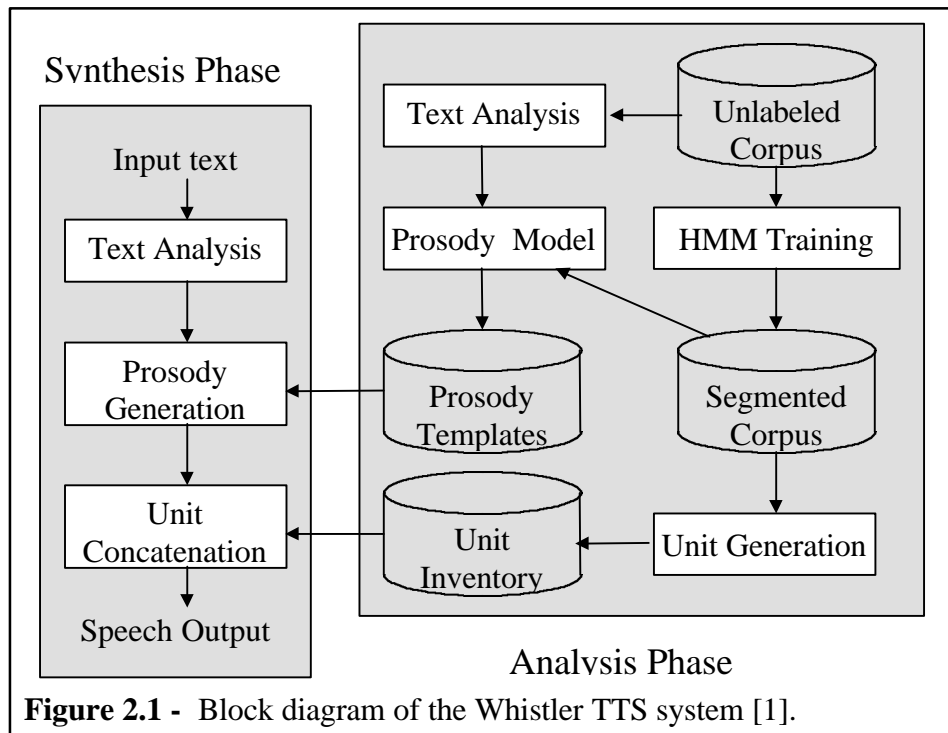 Synthesis Phase
Input text
Text Analysis
Prosody
Generation
Unit
Concatenation
Speech Output
Text Analysis
Unlabeled
Corpus
Prosody Model
HMM Training
Prosody
Templates
Segmented
Corpus
Unit
Inventory
Unit Generation
Analysis Phase
Figure 2.1 - Block diagram of the Whistler TTS system [1].